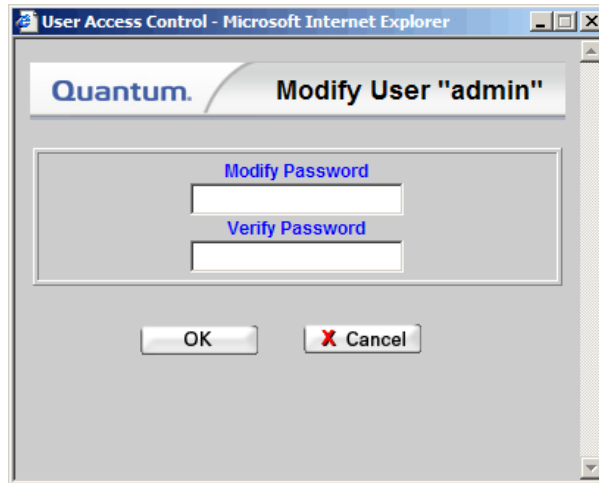 User Access Control - Microsoft Internet Explorer
Quantum. Modify User "admin"
Modify Password
Verify Password
OK Cancel